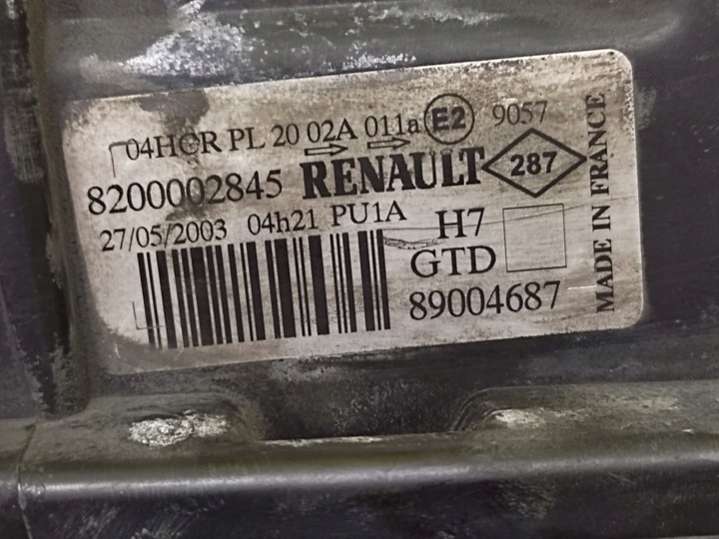 04HCR PL 20 02A 011a E2 9057
8200002845 RENAULT 287
27/05/2003 04h21 PU1A H7
GTD
89004687
MADE IN FRANCE